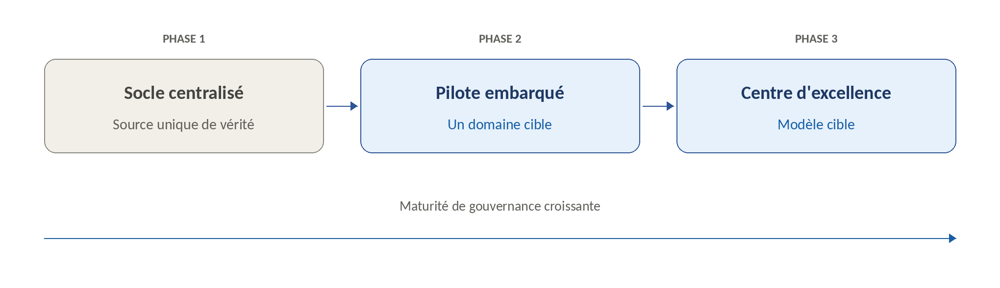 PHASE 1
PHASE 2
PHASE 3
Socle centralisé
Source unique de vérité
Pilote embarqué
Un domaine cible
Centre d'excellence
Modèle cible
Maturité de gouvernance croissante